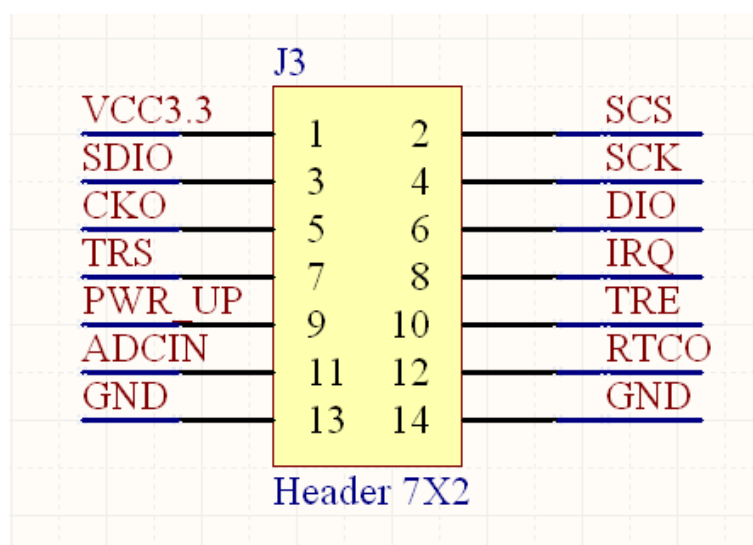 J3
VCC3.3 1 2 SCS
SDIO 3 4 SCK
CKO 5 6 DIO
TRS 7 8 IRQ
PWR_UP 9 10 TRE
ADCIN 11 12 RTCO
GND 13 14 GND
Header 7X2